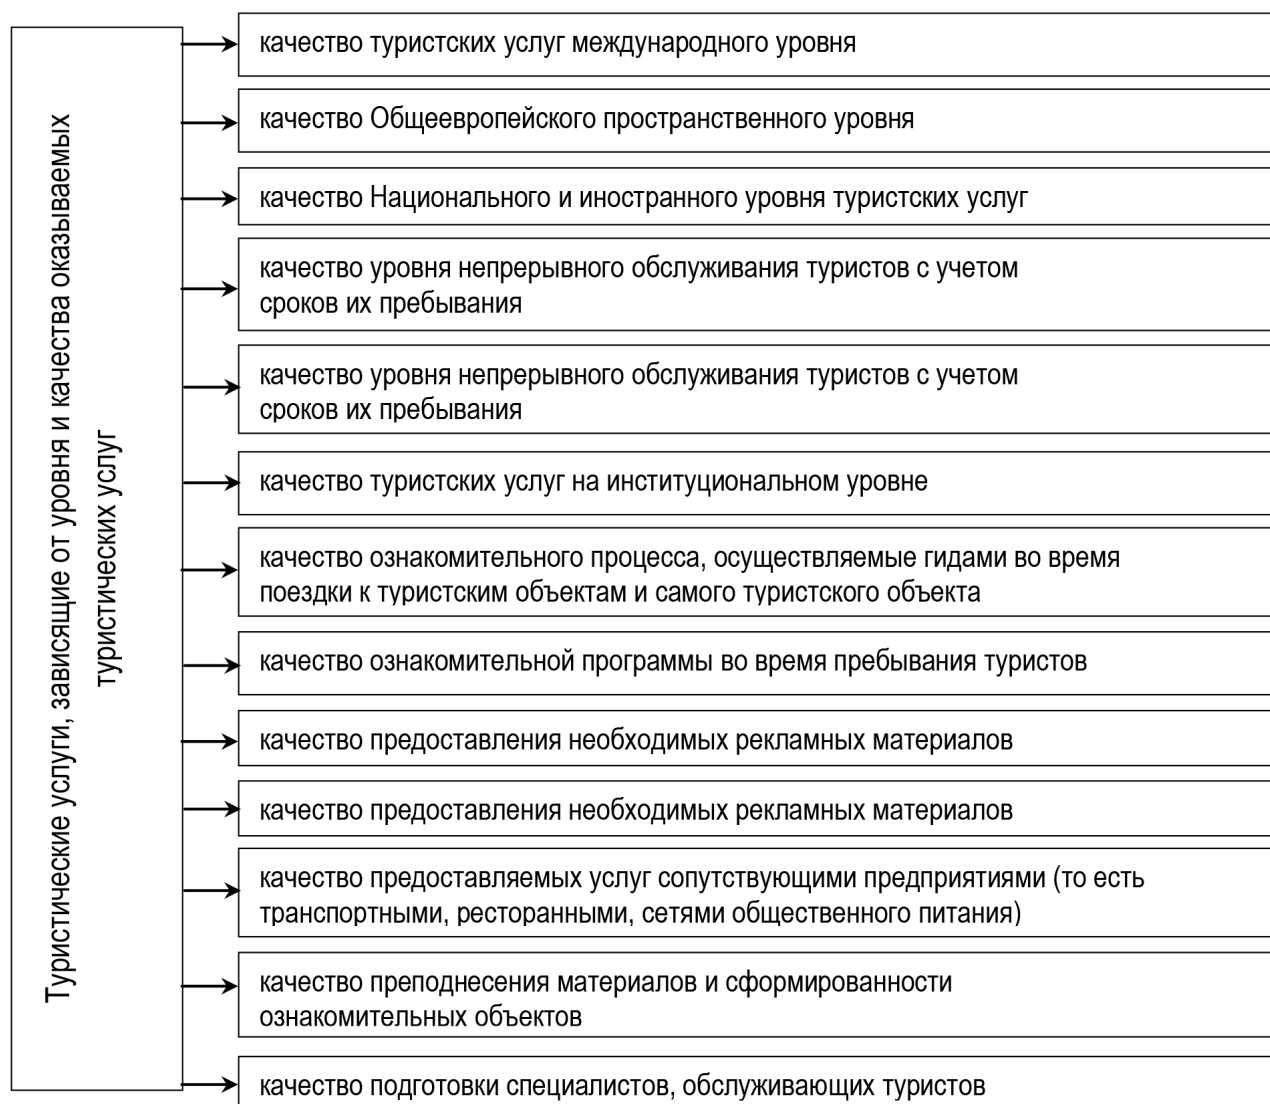 Туристические услуги, зависящие от уровня и качества оказываемых
туристических услуг
качество туристских услуг международного уровня
качество Общеевропейского пространственного уровня
качество Национального и иностранного уровня туристских услуг
качество уровня непрерывного обслуживания туристов с учетом
сроков их пребывания
качество уровня непрерывного обслуживания туристов с учетом
сроков их пребывания
качество туристских услуг на институциональном уровне
качество ознакомительного процесса, осуществляемые гидами во время
поездки к туристским объектам и самого туристского объекта
качество ознакомительной программы во время пребывания туристов
качество предоставления необходимых рекламных материалов
качество предоставления необходимых рекламных материалов
качество предоставляемых услуг сопутствующими предприятиями (то есть
транспортными, ресторанными, сетями общественного питания)
качество преподнесения материалов и сформированности
ознакомительных объектов
качество подготовки специалистов, обслуживающих туристов